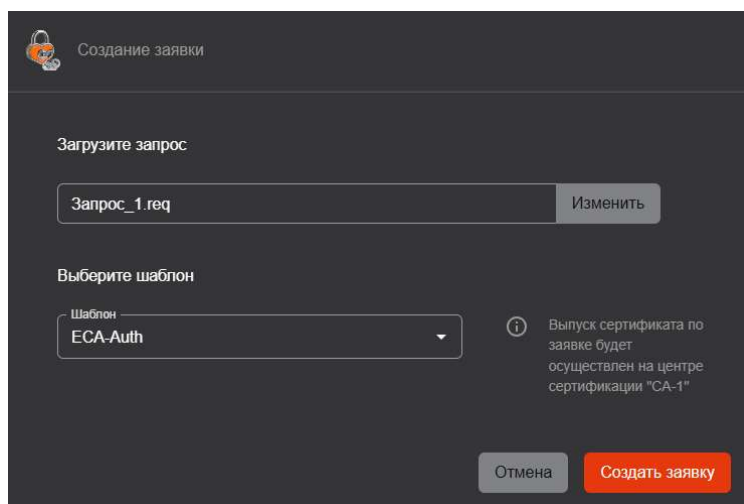 Создание заявки
Загрузите запрос
Запрос_1.req
Изменить
Выберите шаблон
Шаблон
ECA-Auth
Выпуск сертификата по
заявке будет
осуществлен на центре
сертификации "CA-1"
Отмена
Создать заявку